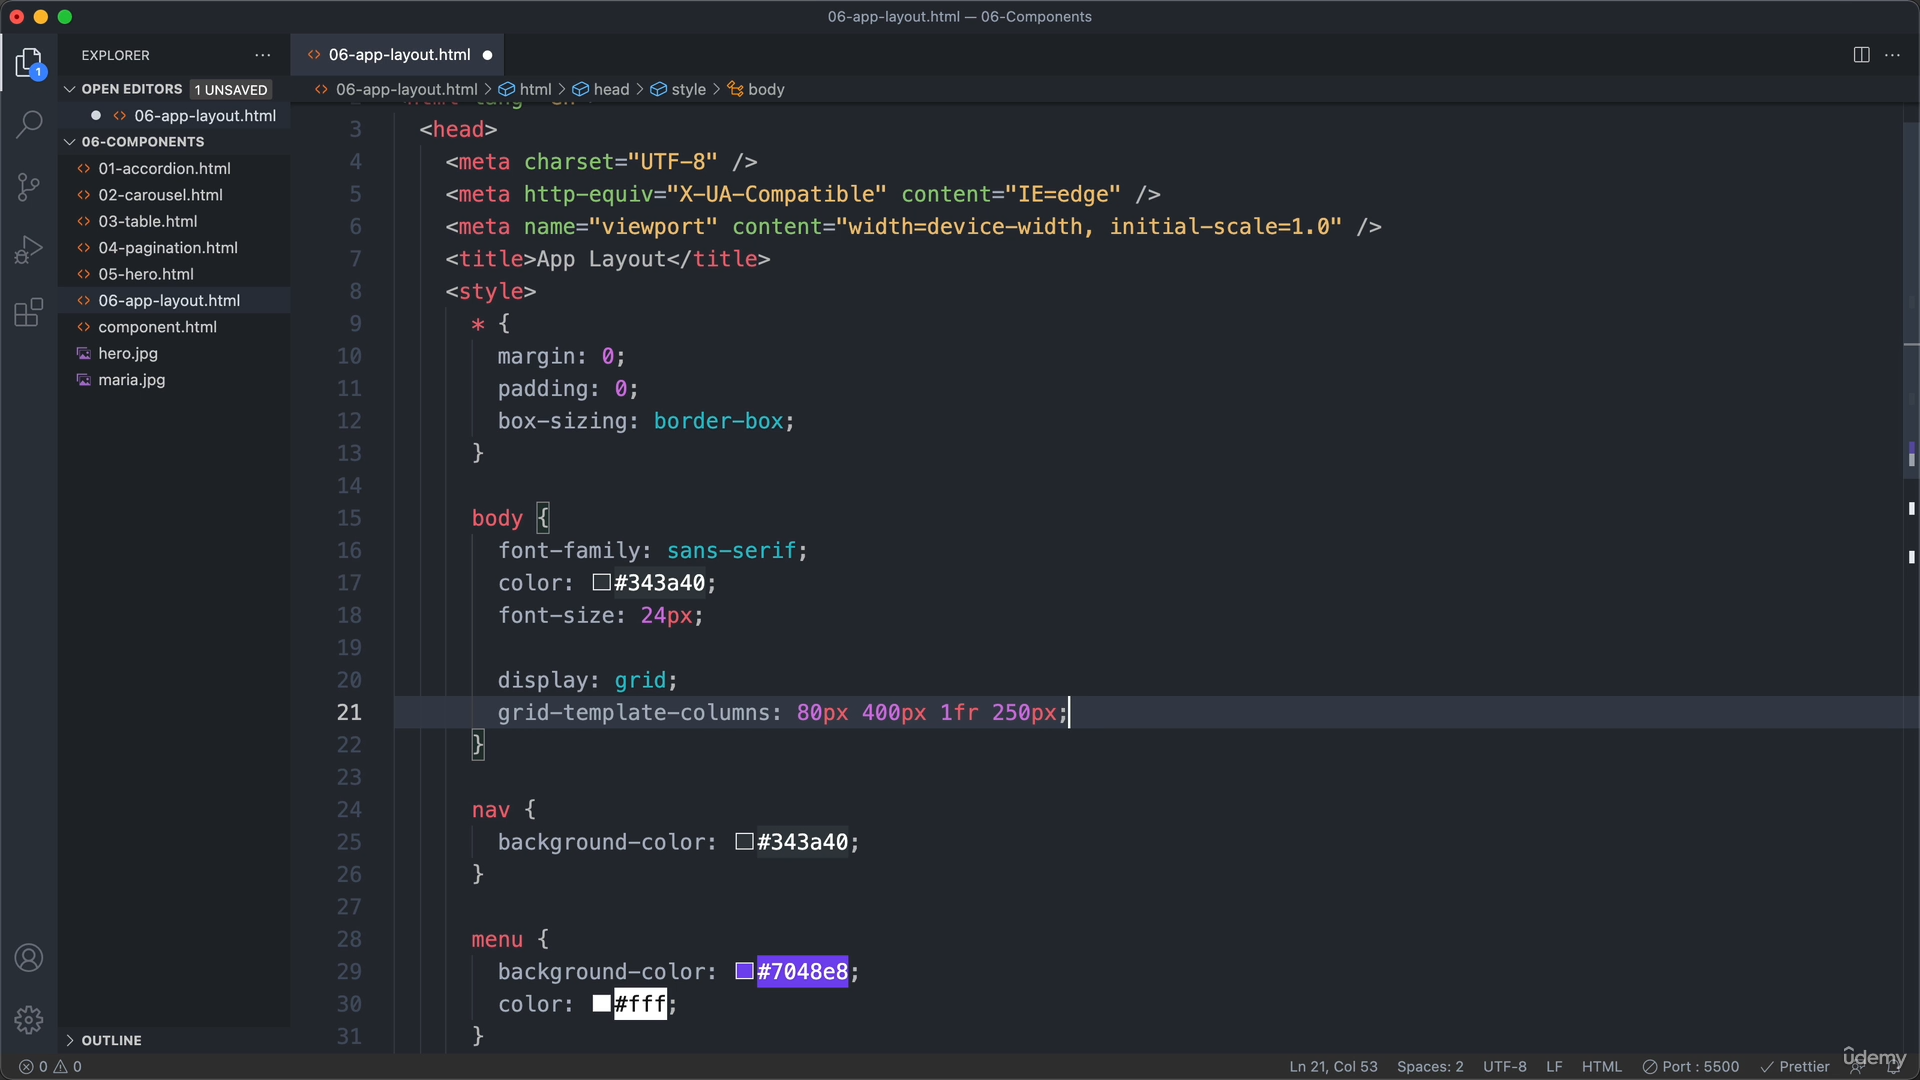 06-app-layout.html — 06-Components
EXPLORER
06-app-layout.html
OPEN EDITORS 1 UNSAVED
06-app-layout.html > html > head > style > body
1
06-app-layout.html
06-COMPONENTS
01-accordion.html
02-carousel.html
03-table.html
04-pagination.html
05-hero.html
06-app-layout.html
component.html
hero.jpg
maria.jpg
OUTLINE
3 <head>
4 <meta charset="UTF-8" />
5 <meta http-equiv="X-UA-Compatible" content="IE=edge" />
6 <meta name="viewport" content="width=device-width, initial-scale=1.0" />
7 <title>App Layout</title>
8 <style>
9 * {
10 margin: 0;
11 padding: 0;
12 box-sizing: border-box;
13 }
14
15 body {
16 font-family: sans-serif;
17 color: #343a40;
18 font-size: 24px;
19
20 display: grid;
21 grid-template-columns: 80px 400px 1fr 250px;
22 }
23
24 nav {
25 background-color: #343a40;
26 }
27
28 menu {
29 background-color: #7048e8;
30 color: #fff;
31 }
0 0 Ln 21, Col 53 Spaces: 2 UTF-8 LF HTML Port : 5500 Prettier
udemy